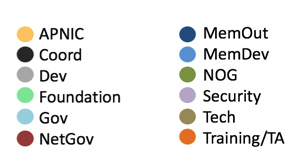 APNIC
Coord
Dev
Foundation
Gov
NetGov
MemOut
MemDev
NOG
Security
Tech
Training/TA